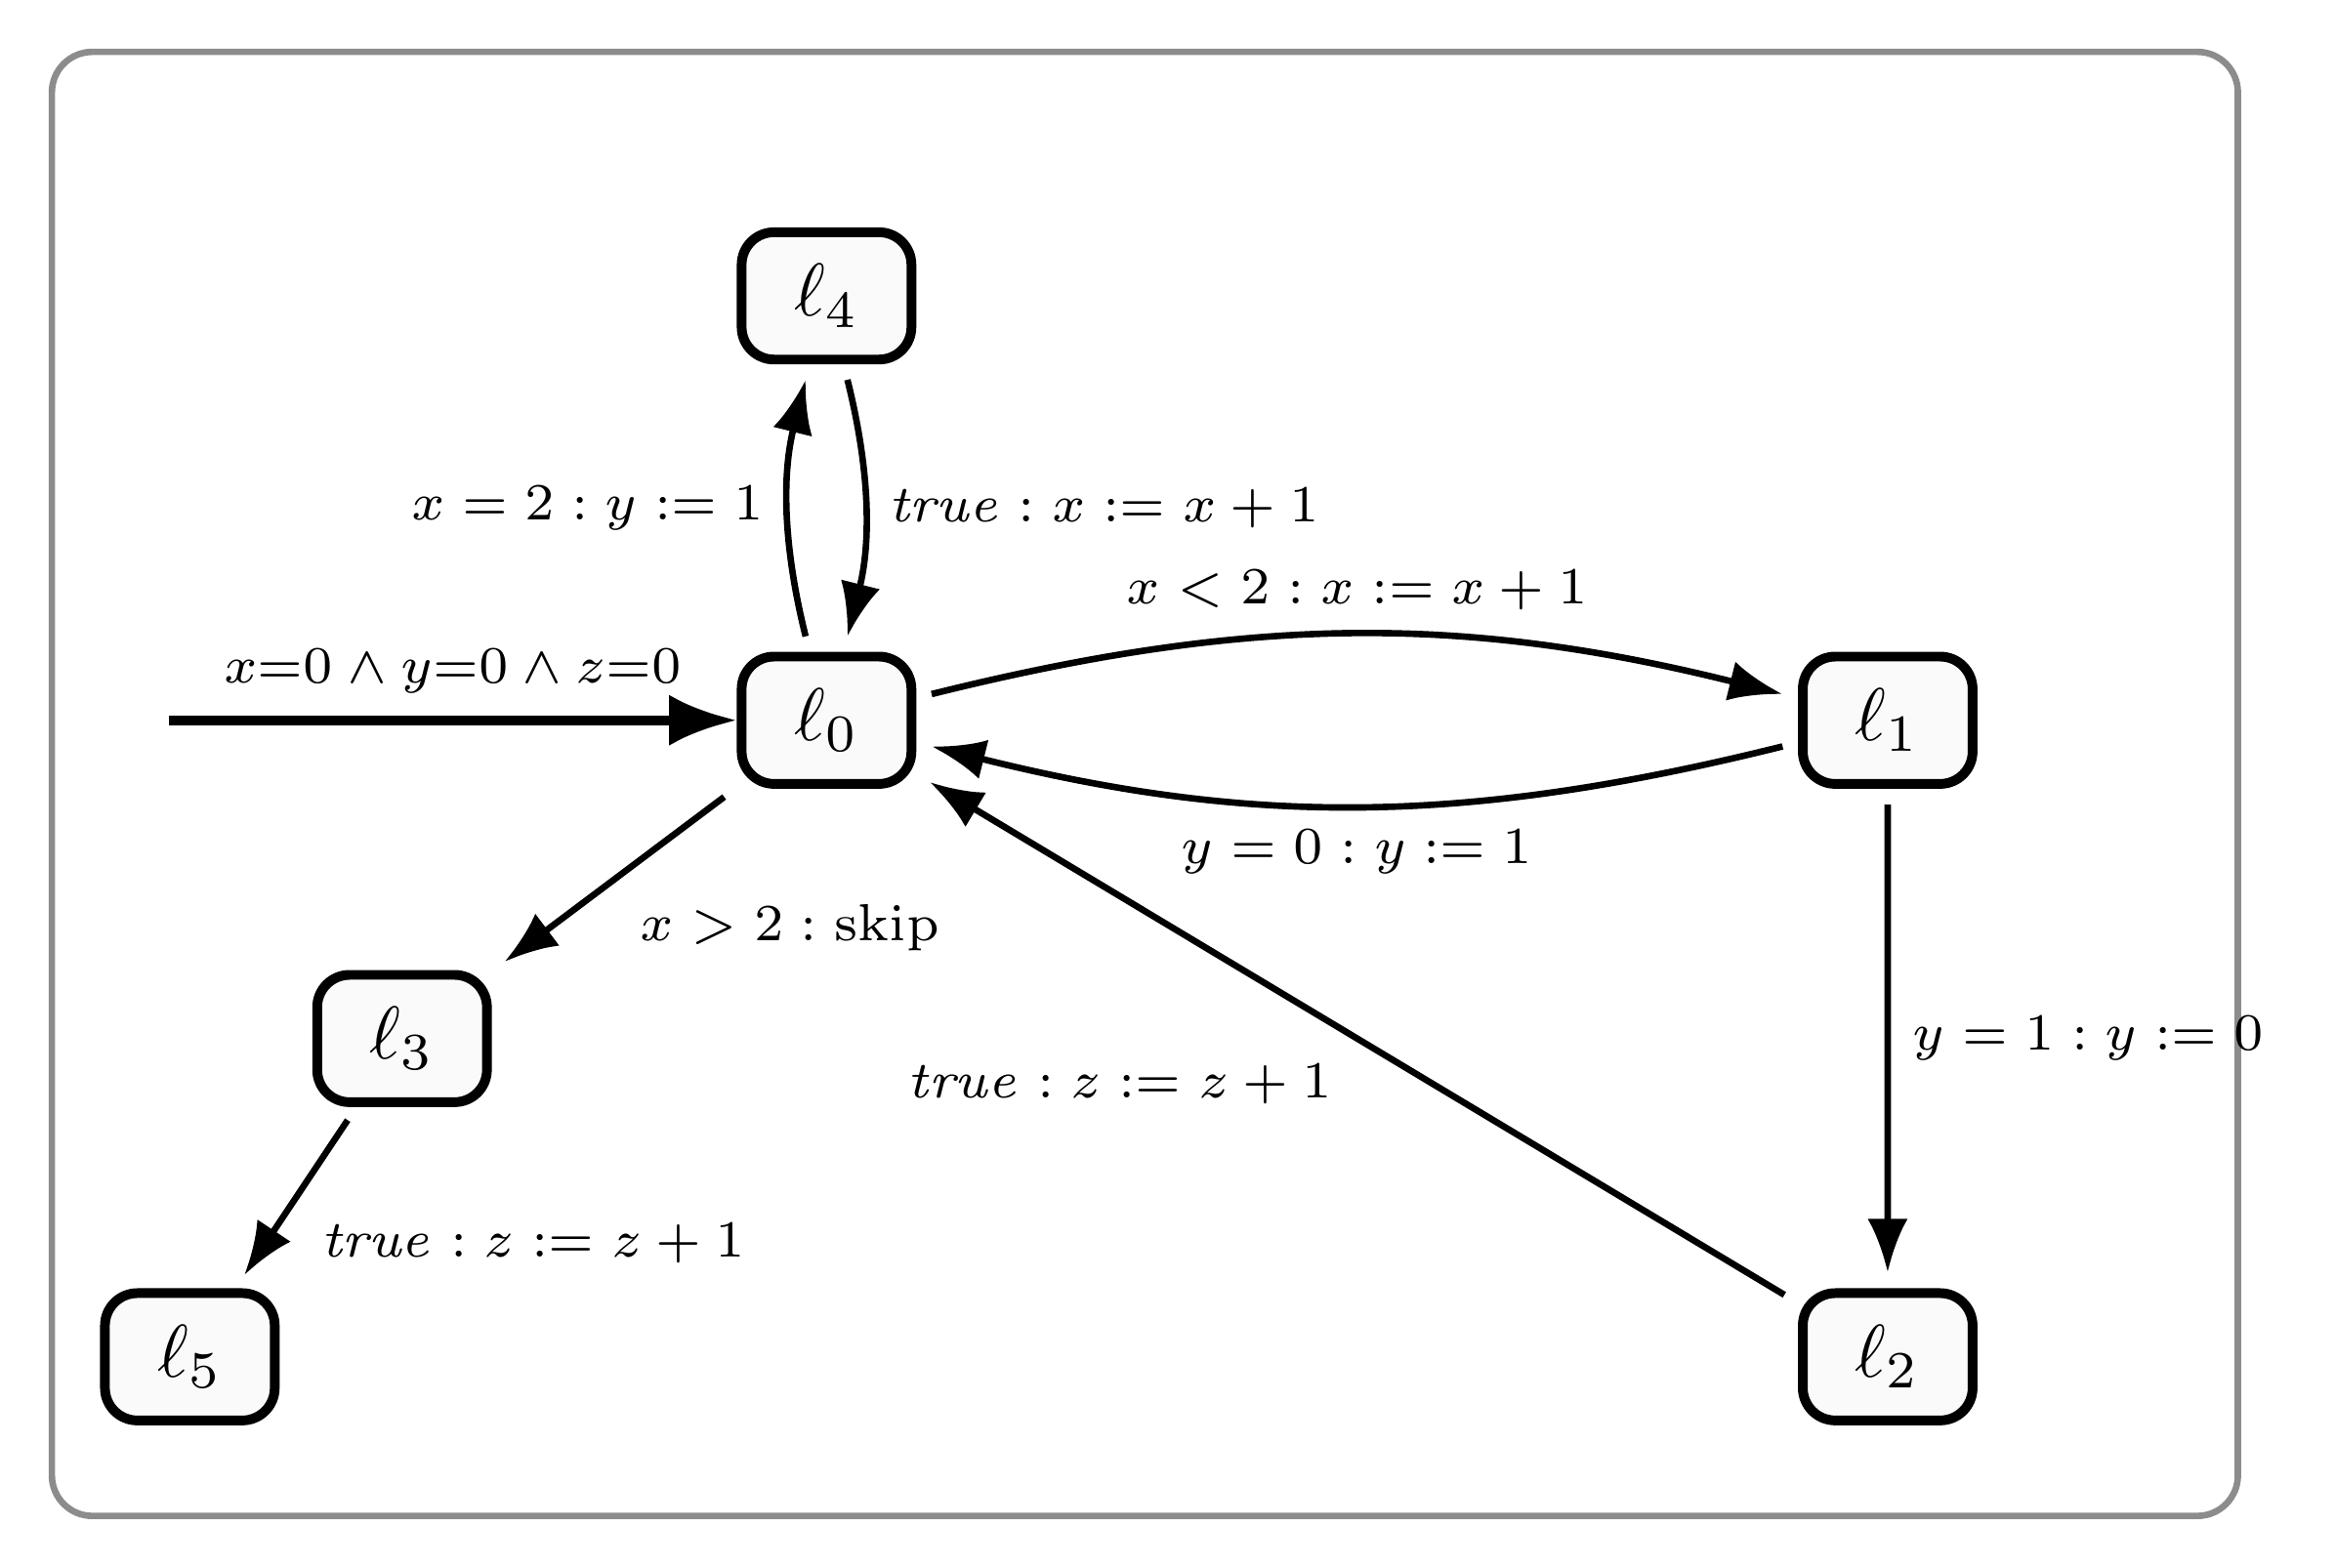 ℓ₄
x = 2 : y := 1
true : x := x + 1
x < 2 : x := x + 1
x=0 ∧ y=0 ∧ z=0
ℓ₀
ℓ₁
y = 0 : y := 1
x > 2 : skip
ℓ₃
y = 1 : y := 0
true : z := z + 1
true : z := z + 1
ℓ₅
ℓ₂